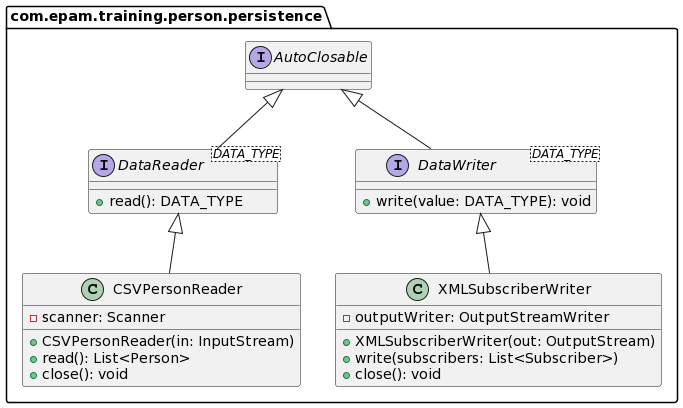 com.epam.training.person.persistence
I AutoClosable
I DataReader DATA_TYPE
read(): DATA_TYPE
I DataWriter DATA_TYPE
write(value: DATA_TYPE): void
C CSVPersonReader
scanner: Scanner
CSVPersonReader(in: InputStream)
read(): List<Person>
close(): void
C XMLSubscriberWriter
outputWriter: OutputStreamWriter
XMLSubscriberWriter(out: OutputStream)
write(subscribers: List<Subscriber>)
close(): void